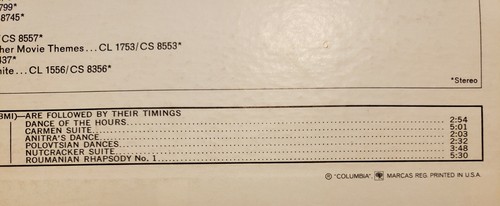 799*
8745*
/CS 8557*
her Movie Themes...CL 1753/CS 8553*
437*
ite...CL 1556/CS 8356*
*Stereo
BMI)—ARE FOLLOWED BY THEIR TIMINGS
DANCE OF THE HOURS 2:54
CARMEN SUITE 5:01
ANITRA'S DANCE 2:03
POLOVTSIAN DANCES 2:32
NUTCRACKER SUITE 3:48
ROUMANIAN RHAPSODY No. 1 5:30
® "COLUMBIA", MARCAS REG. PRINTED IN U.S.A.